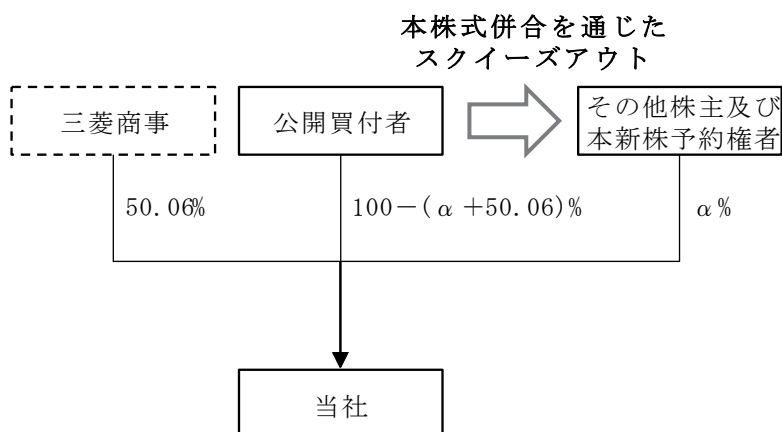 本株式併合を通じた
スクイーズアウト
三菱商事
公開買付者
その他株主及び
本新株予約権者
50.06%
100-(α+50.06)%
α%
当社